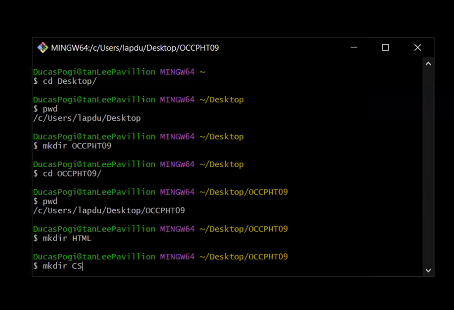 MINGW64:/c/Users/lapdu/Desktop/OCCPHT09
DucasPogi@tanLeePavillion MINGW64 ~
$ cd Desktop/
DucasPogi@tanLeePavillion MINGW64 ~/Desktop
$ pwd
/c/Users/lapdu/Desktop
DucasPogi@tanLeePavillion MINGW64 ~/Desktop
$ mkdir OCCPHT09
DucasPogi@tanLeePavillion MINGW64 ~/Desktop
$ cd OCCPHT09/
DucasPogi@tanLeePavillion MINGW64 ~/Desktop/OCCPHT09
$ pwd
/c/Users/lapdu/Desktop/OCCPHT09
DucasPogi@tanLeePavillion MINGW64 ~/Desktop/OCCPHT09
$ mkdir HTML
DucasPogi@tanLeePavillion MINGW64 ~/Desktop/OCCPHT09
$ mkdir CS